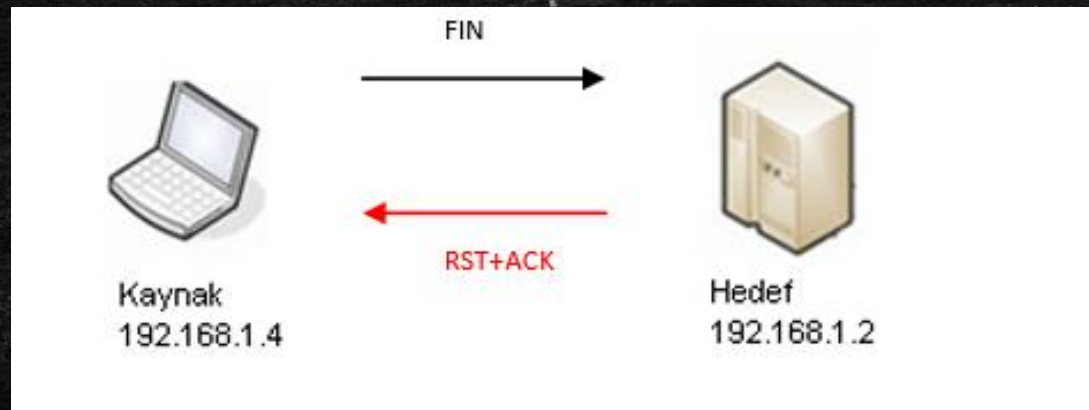 FIN
RST+ACK
Kaynak
192.168.1.4
Hedef
192.168.1.2